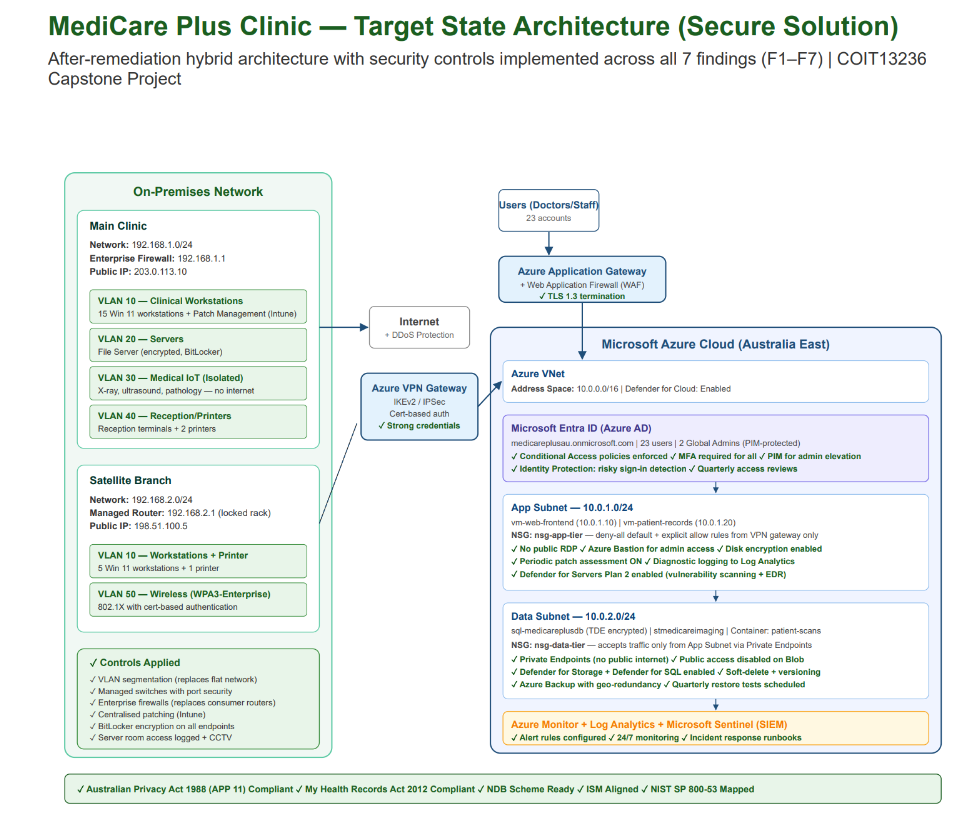 MediCare Plus Clinic — Target State Architecture (Secure Solution)
After-remediation hybrid architecture with security controls implemented across all 7 findings (F1–F7) | COIT13236
Capstone Project
On-Premises Network
Main Clinic
Network: 192.168.1.0/24
Enterprise Firewall: 192.168.1.1
Public IP: 203.0.113.10
VLAN 10 — Clinical Workstations
15 Win 11 workstations + Patch Management (Intune)
VLAN 20 — Servers
File Server (encrypted, BitLocker)
VLAN 30 — Medical IoT (Isolated)
X-ray, ultrasound, pathology — no internet
VLAN 40 — Reception/Printers
Reception terminals + 2 printers
Satellite Branch
Network: 192.168.2.0/24
Managed Router: 192.168.2.1 (locked rack)
Public IP: 198.51.100.5
VLAN 10 — Workstations + Printer
5 Win 11 workstations + 1 printer
VLAN 50 — Wireless (WPA3-Enterprise)
802.1X with cert-based authentication
✓ Controls Applied
✓ VLAN segmentation (replaces flat network)
✓ Managed switches with port security
✓ Enterprise firewalls (replaces consumer routers)
✓ Centralised patching (Intune)
✓ BitLocker encryption on all endpoints
✓ Server room access logged + CCTV
Internet
+ DDoS Protection
Azure VPN Gateway
IKEv2 / IPSec
Cert-based auth
✓ Strong credentials
Users (Doctors/Staff)
23 accounts
Azure Application Gateway
+ Web Application Firewall (WAF)
✓ TLS 1.3 termination
Microsoft Azure Cloud (Australia East)
Azure VNet
Address Space: 10.0.0.0/16 | Defender for Cloud: Enabled
Microsoft Entra ID (Azure AD)
medicareplusau.onmicrosoft.com | 23 users | 2 Global Admins (PIM-protected)
✓ Conditional Access policies enforced ✓ MFA required for all ✓ PIM for admin elevation
✓ Identity Protection: risky sign-in detection ✓ Quarterly access reviews
App Subnet — 10.0.1.0/24
vm-web-frontend (10.0.1.10) | vm-patient-records (10.0.1.20)
NSG: nsg-app-tier — deny-all default + explicit allow rules from VPN gateway only
✓ No public RDP ✓ Azure Bastion for admin access ✓ Disk encryption enabled
✓ Periodic patch assessment ON ✓ Diagnostic logging to Log Analytics
✓ Defender for Servers Plan 2 enabled (vulnerability scanning + EDR)
Data Subnet — 10.0.2.0/24
sql-medicareplusdb (TDE encrypted) | stmedicareimaging | Container: patient-scans
NSG: nsg-data-tier — accepts traffic only from App Subnet via Private Endpoints
✓ Private Endpoints (no public internet) ✓ Public access disabled on Blob
✓ Defender for Storage + Defender for SQL enabled ✓ Soft-delete + versioning
✓ Azure Backup with geo-redundancy ✓ Quarterly restore tests scheduled
Azure Monitor + Log Analytics + Microsoft Sentinel (SIEM)
✓ Alert rules configured ✓ 24/7 monitoring ✓ Incident response runbooks
✓ Australian Privacy Act 1988 (APP 11) Compliant ✓ My Health Records Act 2012 Compliant ✓ NDB Scheme Ready ✓ ISM Aligned ✓ NIST SP 800-53 Mapped